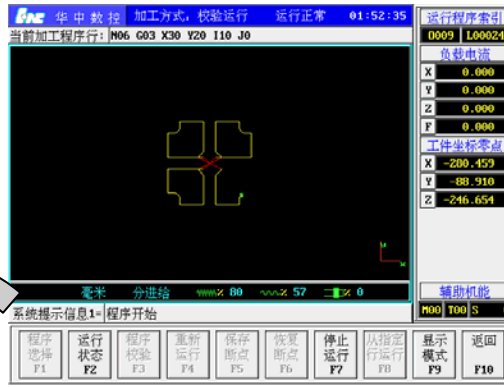 华中数控 加工方式：校验运行 运行正常 01:52:35 运行程序索引
当前加工程序行: N06 G03 X30 Y20 I10 J0
O009 L00024
负载电流
X 0.000
Y 0.000
Z 0.000
F 0.000
工件坐标零点
X -280.459
Y -88.910
Z -246.654
毫米 分进给 %% 80 %% 57 % 0
辅助机能
M00 T00 S
系统提示信息1= 程序开始
程序选择 F1
运行状态 F2
程序校验 F3
重新运行 F4
保存断点 F5
恢复断点 F6
停止运行 F7
从指定行运行 F8
显示模式 F9
返回 F10